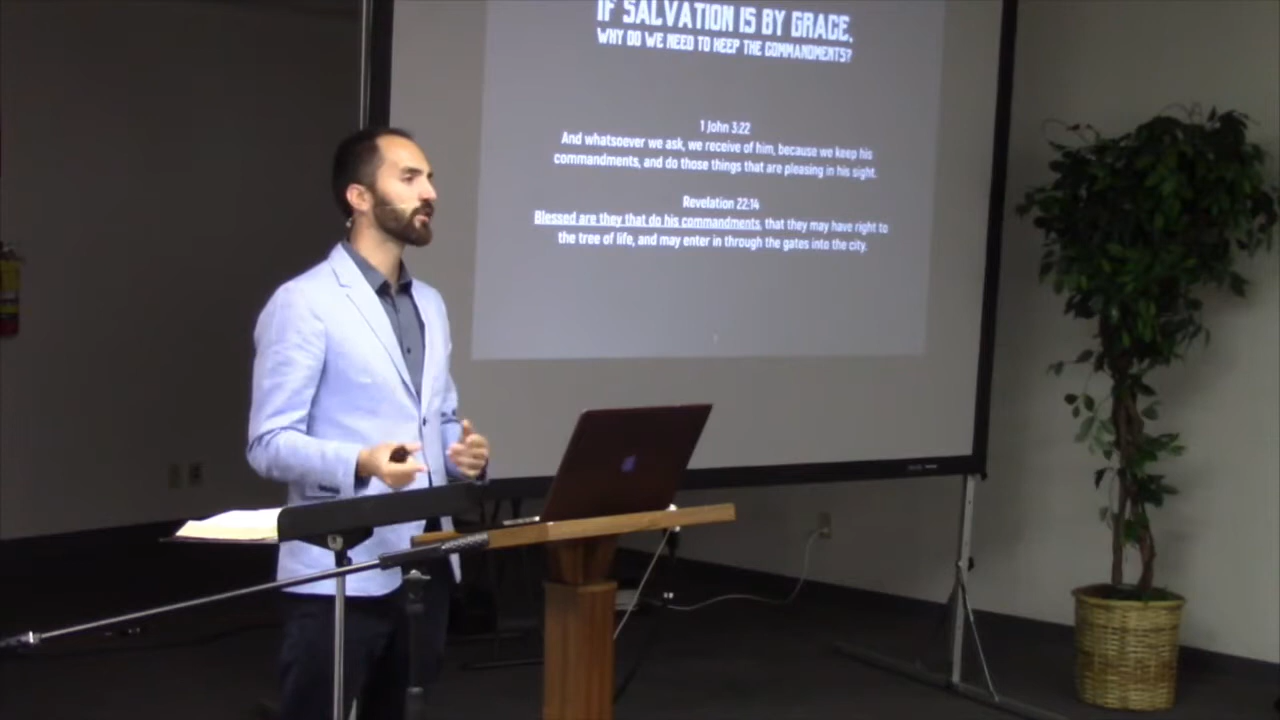 IF SALVATION IS BY GRACE,
WHY DO WE NEED TO KEEP THE COMMANDMENTS?
1 John 3:22
And whatsoever we ask, we receive of him, because we keep his
commandments, and do those things that are pleasing in his sight.
Revelation 22:14
Blessed are they that do his commandments, that they may have right to
the tree of life, and may enter in through the gates into the city.